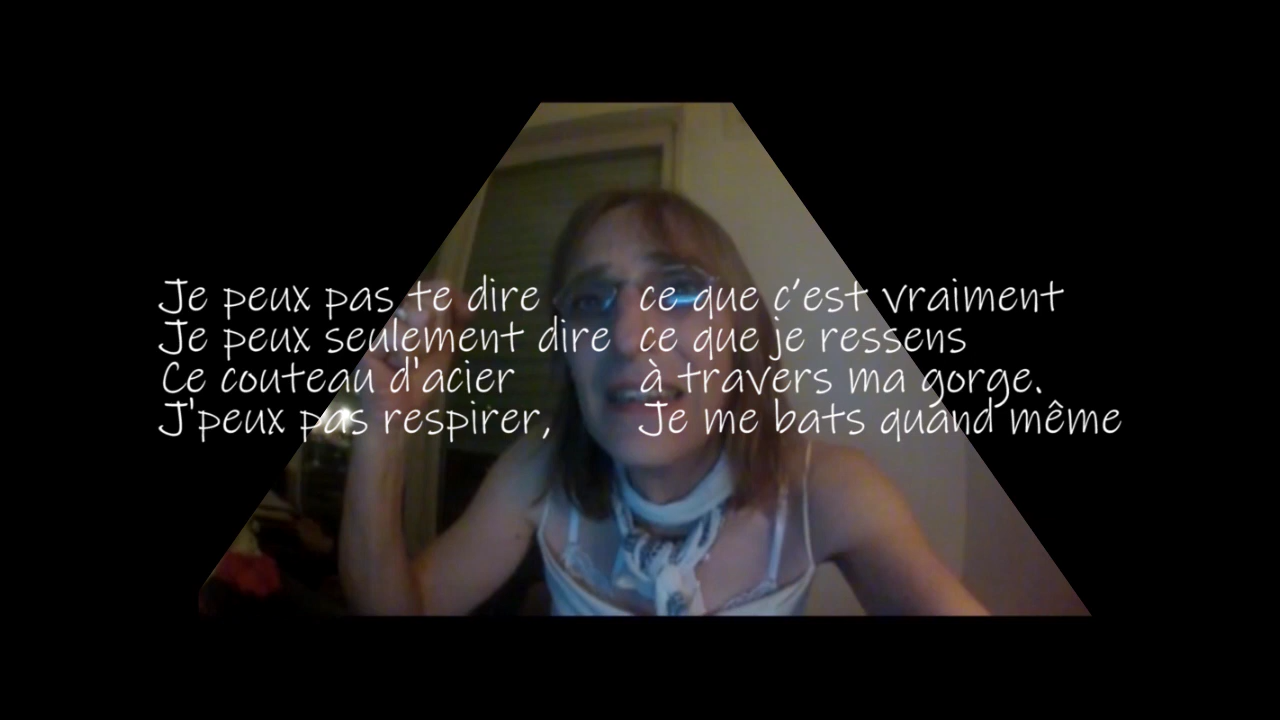 Je peux pas te dire ce que c'est vraiment
Je peux seulement dire ce que je ressens
Ce couteau d'acier à travers ma gorge.
J'peux pas respirer, Je me bats quand même